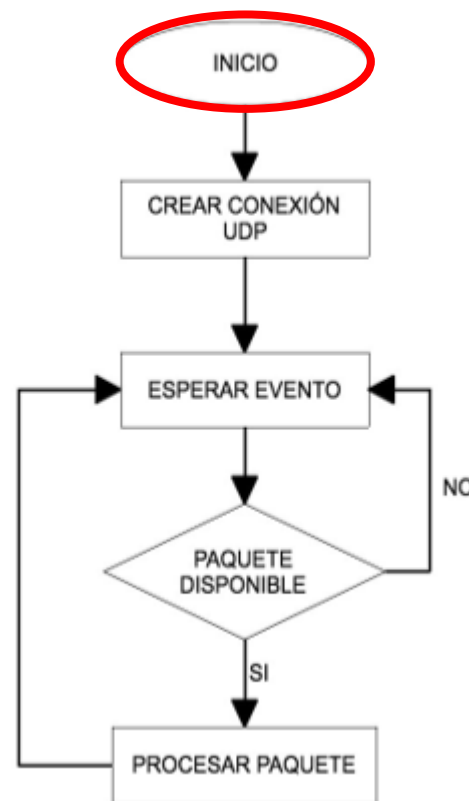 INICIO
CREAR CONEXIÓN
UDP
ESPERAR EVENTO
NO
PAQUETE
DISPONIBLE
SI
PROCESAR PAQUETE